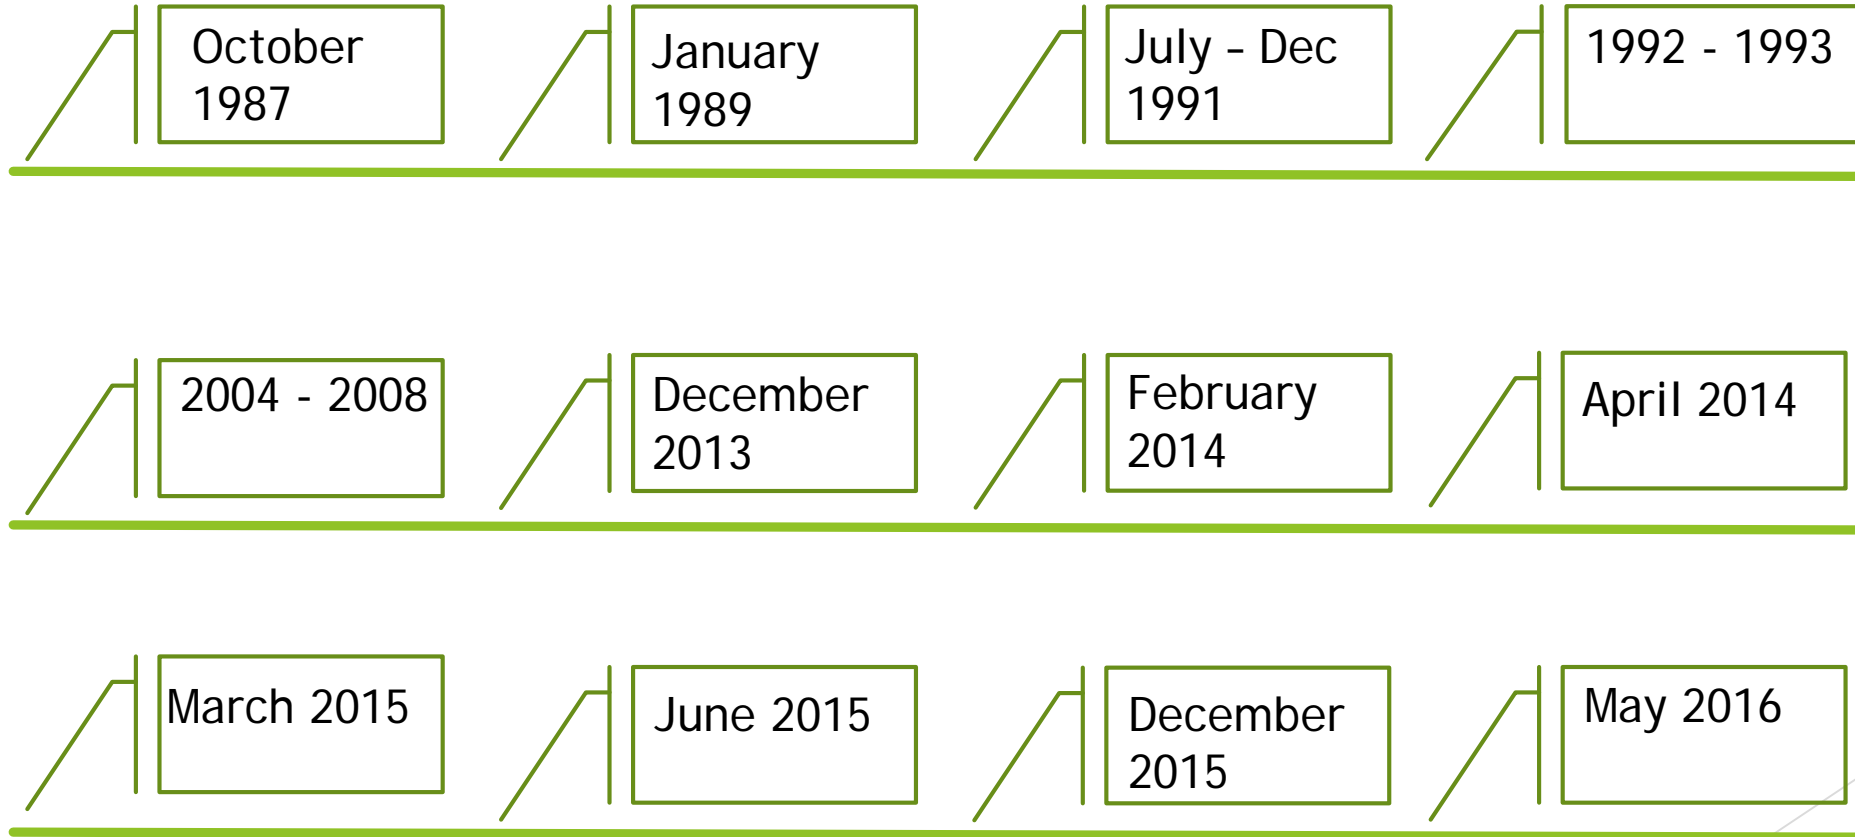 October
1987
January
1989
July – Dec
1991
1992 - 1993
2004 - 2008
December
2013
February
2014
April 2014
March 2015
June 2015
December
2015
May 2016